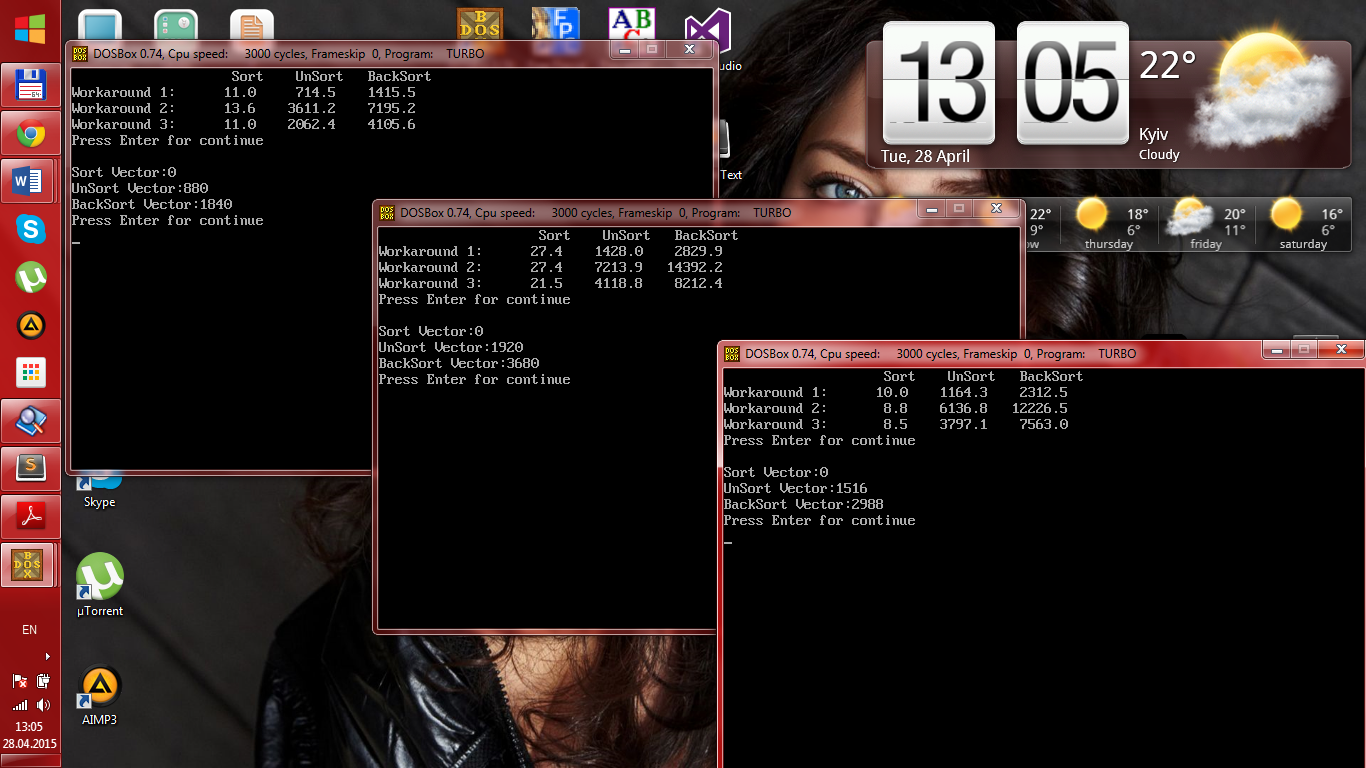 DOSBox 0.74, Cpu speed: 3000 cycles, Frameskip 0, Program: TURBO
Sort UnSort BackSort
Workaround 1: 11.0 714.5 1415.5
Workaround 2: 13.6 3611.2 7195.2
Workaround 3: 11.0 2062.4 4105.6
Press Enter for continue
Sort Vector:0
UnSort Vector:880
BackSort Vector:1840
Press Enter for continue
DOSBox 0.74, Cpu speed: 3000 cycles, Frameskip 0, Program: TURBO
Sort UnSort BackSort
Workaround 1: 27.4 1428.0 2829.9
Workaround 2: 27.4 7213.9 14392.2
Workaround 3: 21.5 4118.8 8212.4
Press Enter for continue
Sort Vector:0
UnSort Vector:1920
BackSort Vector:3680
Press Enter for continue
DOSBox 0.74, Cpu speed: 3000 cycles, Frameskip 0, Program: TURBO
Sort UnSort BackSort
Workaround 1: 10.0 1164.3 2312.5
Workaround 2: 8.8 6136.8 12226.5
Workaround 3: 8.5 3797.1 7563.0
Press Enter for continue
Sort Vector:0
UnSort Vector:1516
BackSort Vector:2988
Press Enter for continue
13 05
22°
Kyiv
Cloudy
Tue, 28 April
22° 18° 20° 16°
9° 6° 11° 6°
ow thursday friday saturday
udio
Text
Skype
µTorrent
AIMP3
EN
13:05
28.04.2015
BOSX
DOS
ABC
64